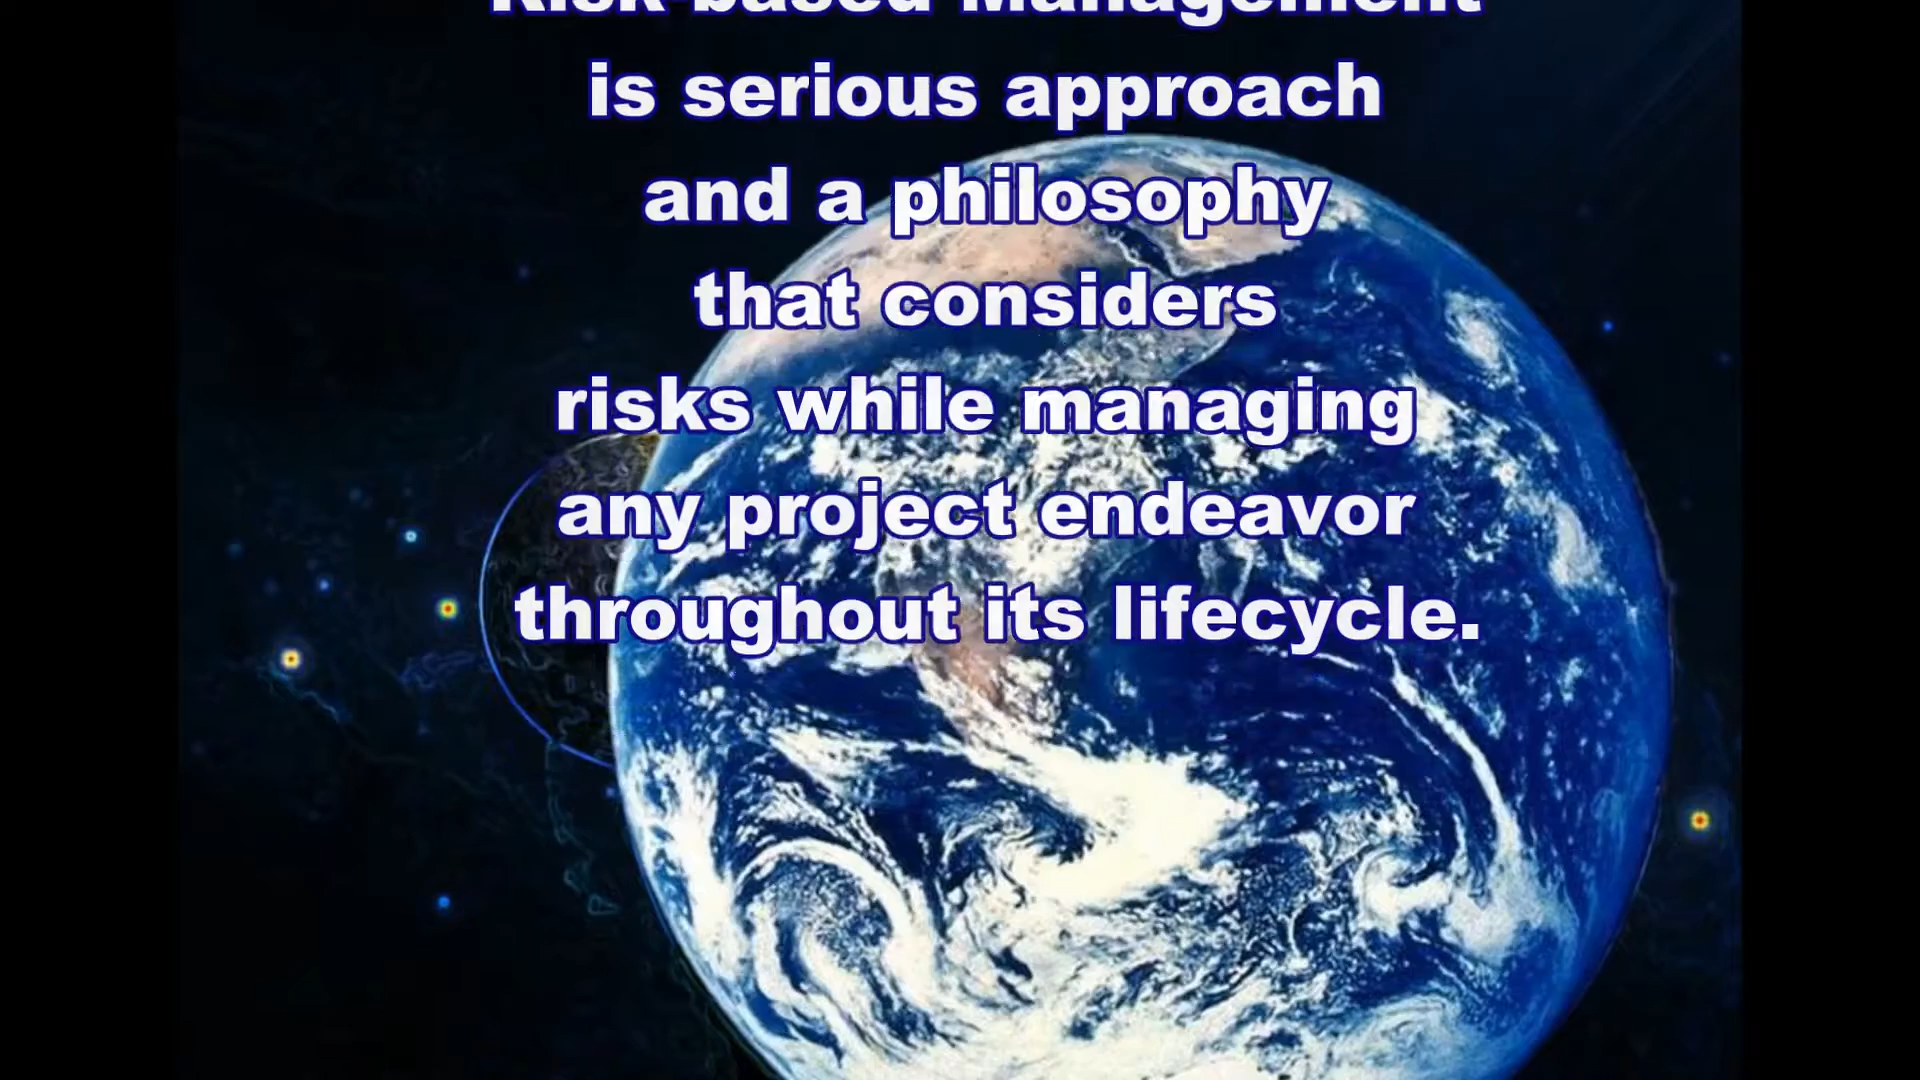 Risk-based Management
is serious approach
and a philosophy
that considers
risks while managing
any project endeavor
throughout its lifecycle.